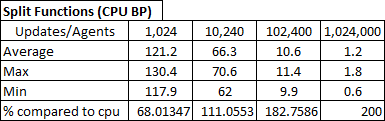 Split Functions (CPU BP)
Updates/Agents 1,024 10,240 102,400 1,024,000
Average 121.2 66.3 10.6 1.2
Max 130.4 70.6 11.4 1.8
Min 117.9 62 9.9 0.6
% compared to cpu 68.01347 111.0553 182.7586 200